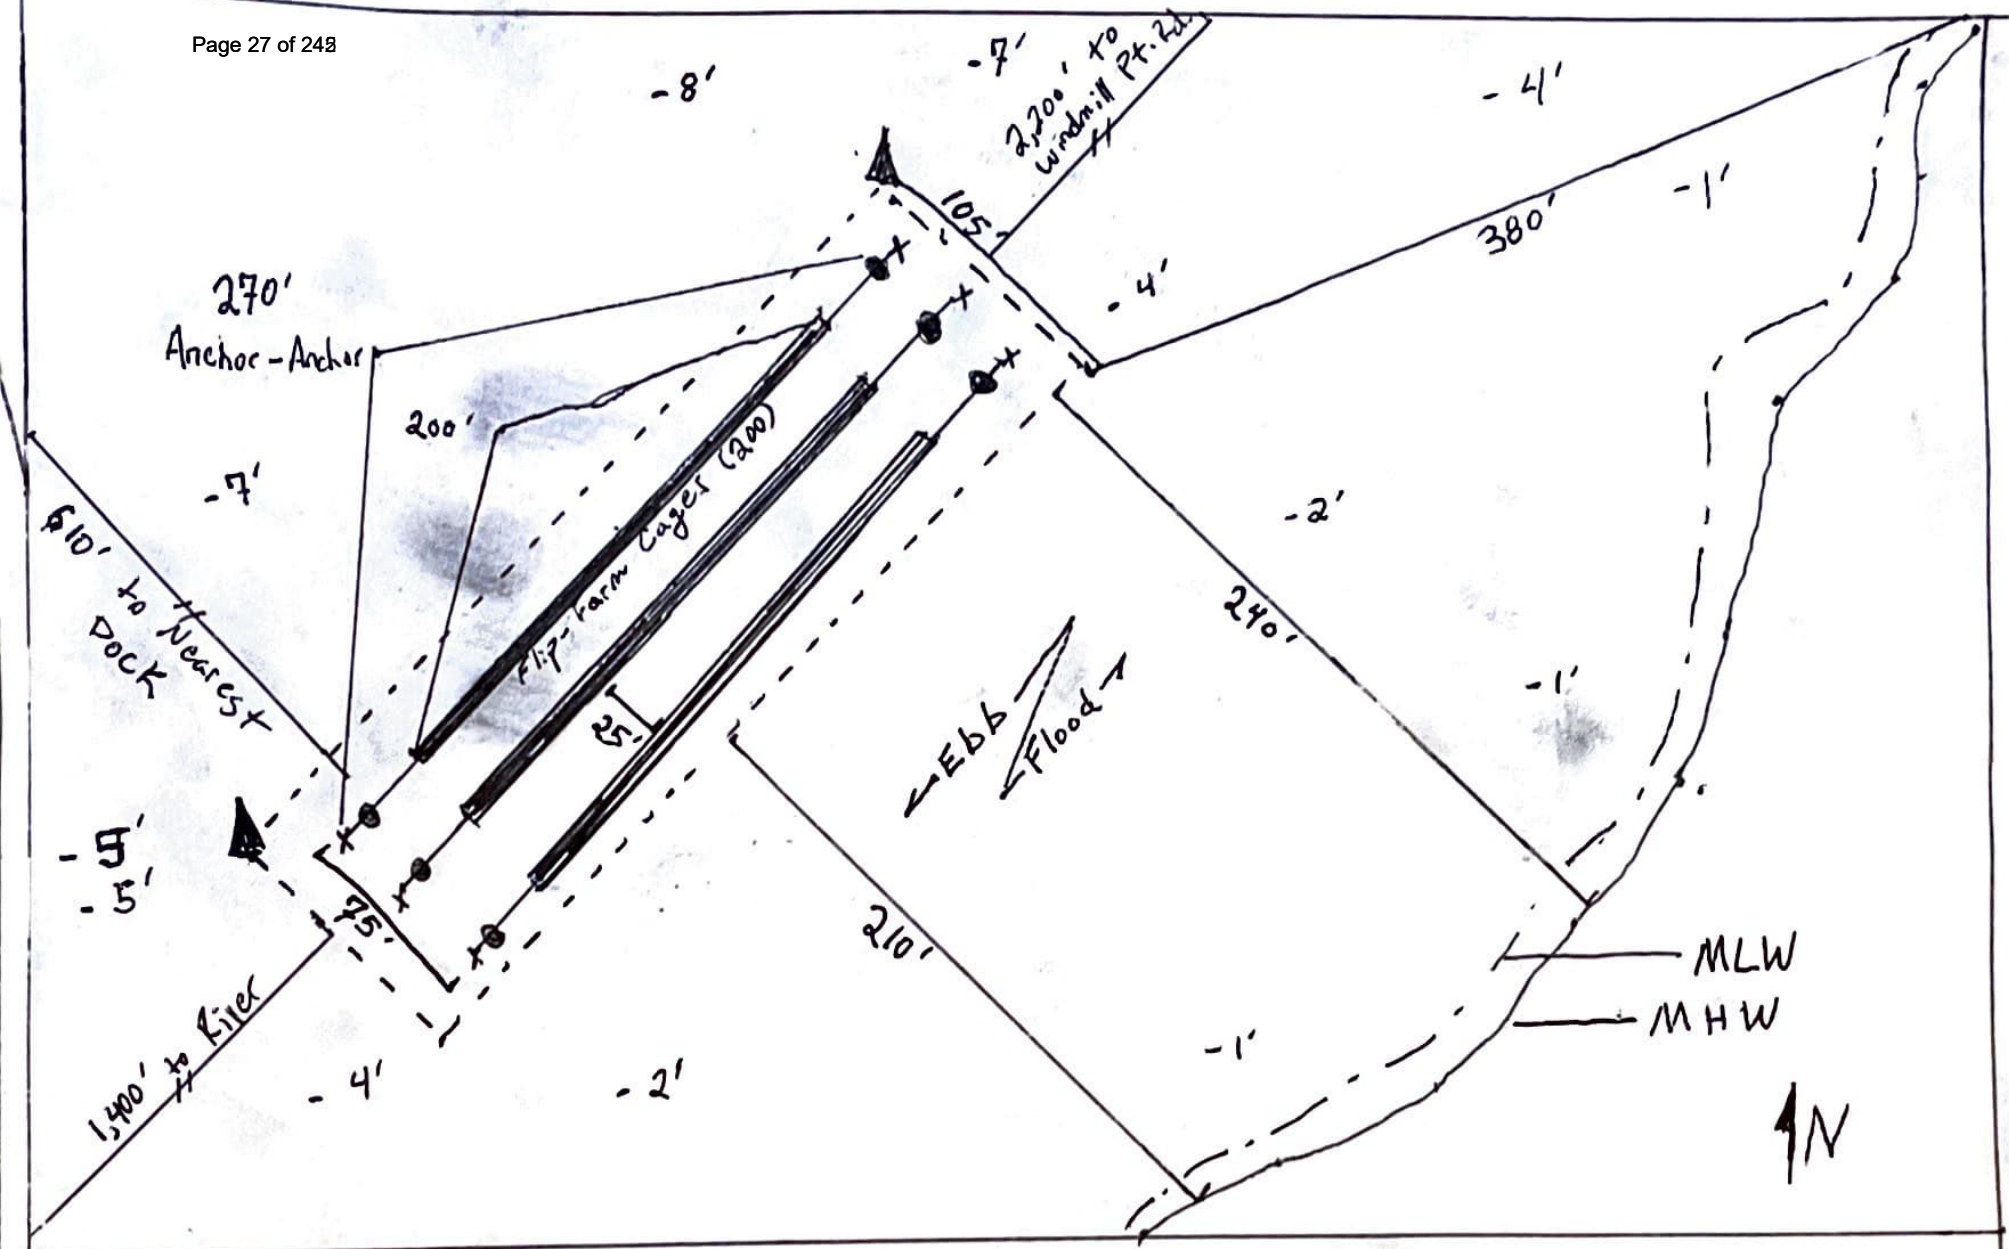 Page 27 of 242
-8'
-7'
2,200' to
Windmill Pt. Rd.
-4'
-1'
105'
380'
-4'
270'
Anchor-Anchor
200'
-7'
Flip-Farm Cages (200)
-2'
610'
to Nearest
Dock
240'
25'
Ebb
Flood
-1'
-5'
-5'
75'
210'
MLW
MHW
1,400' to River
-4'
-2'
-1'
N